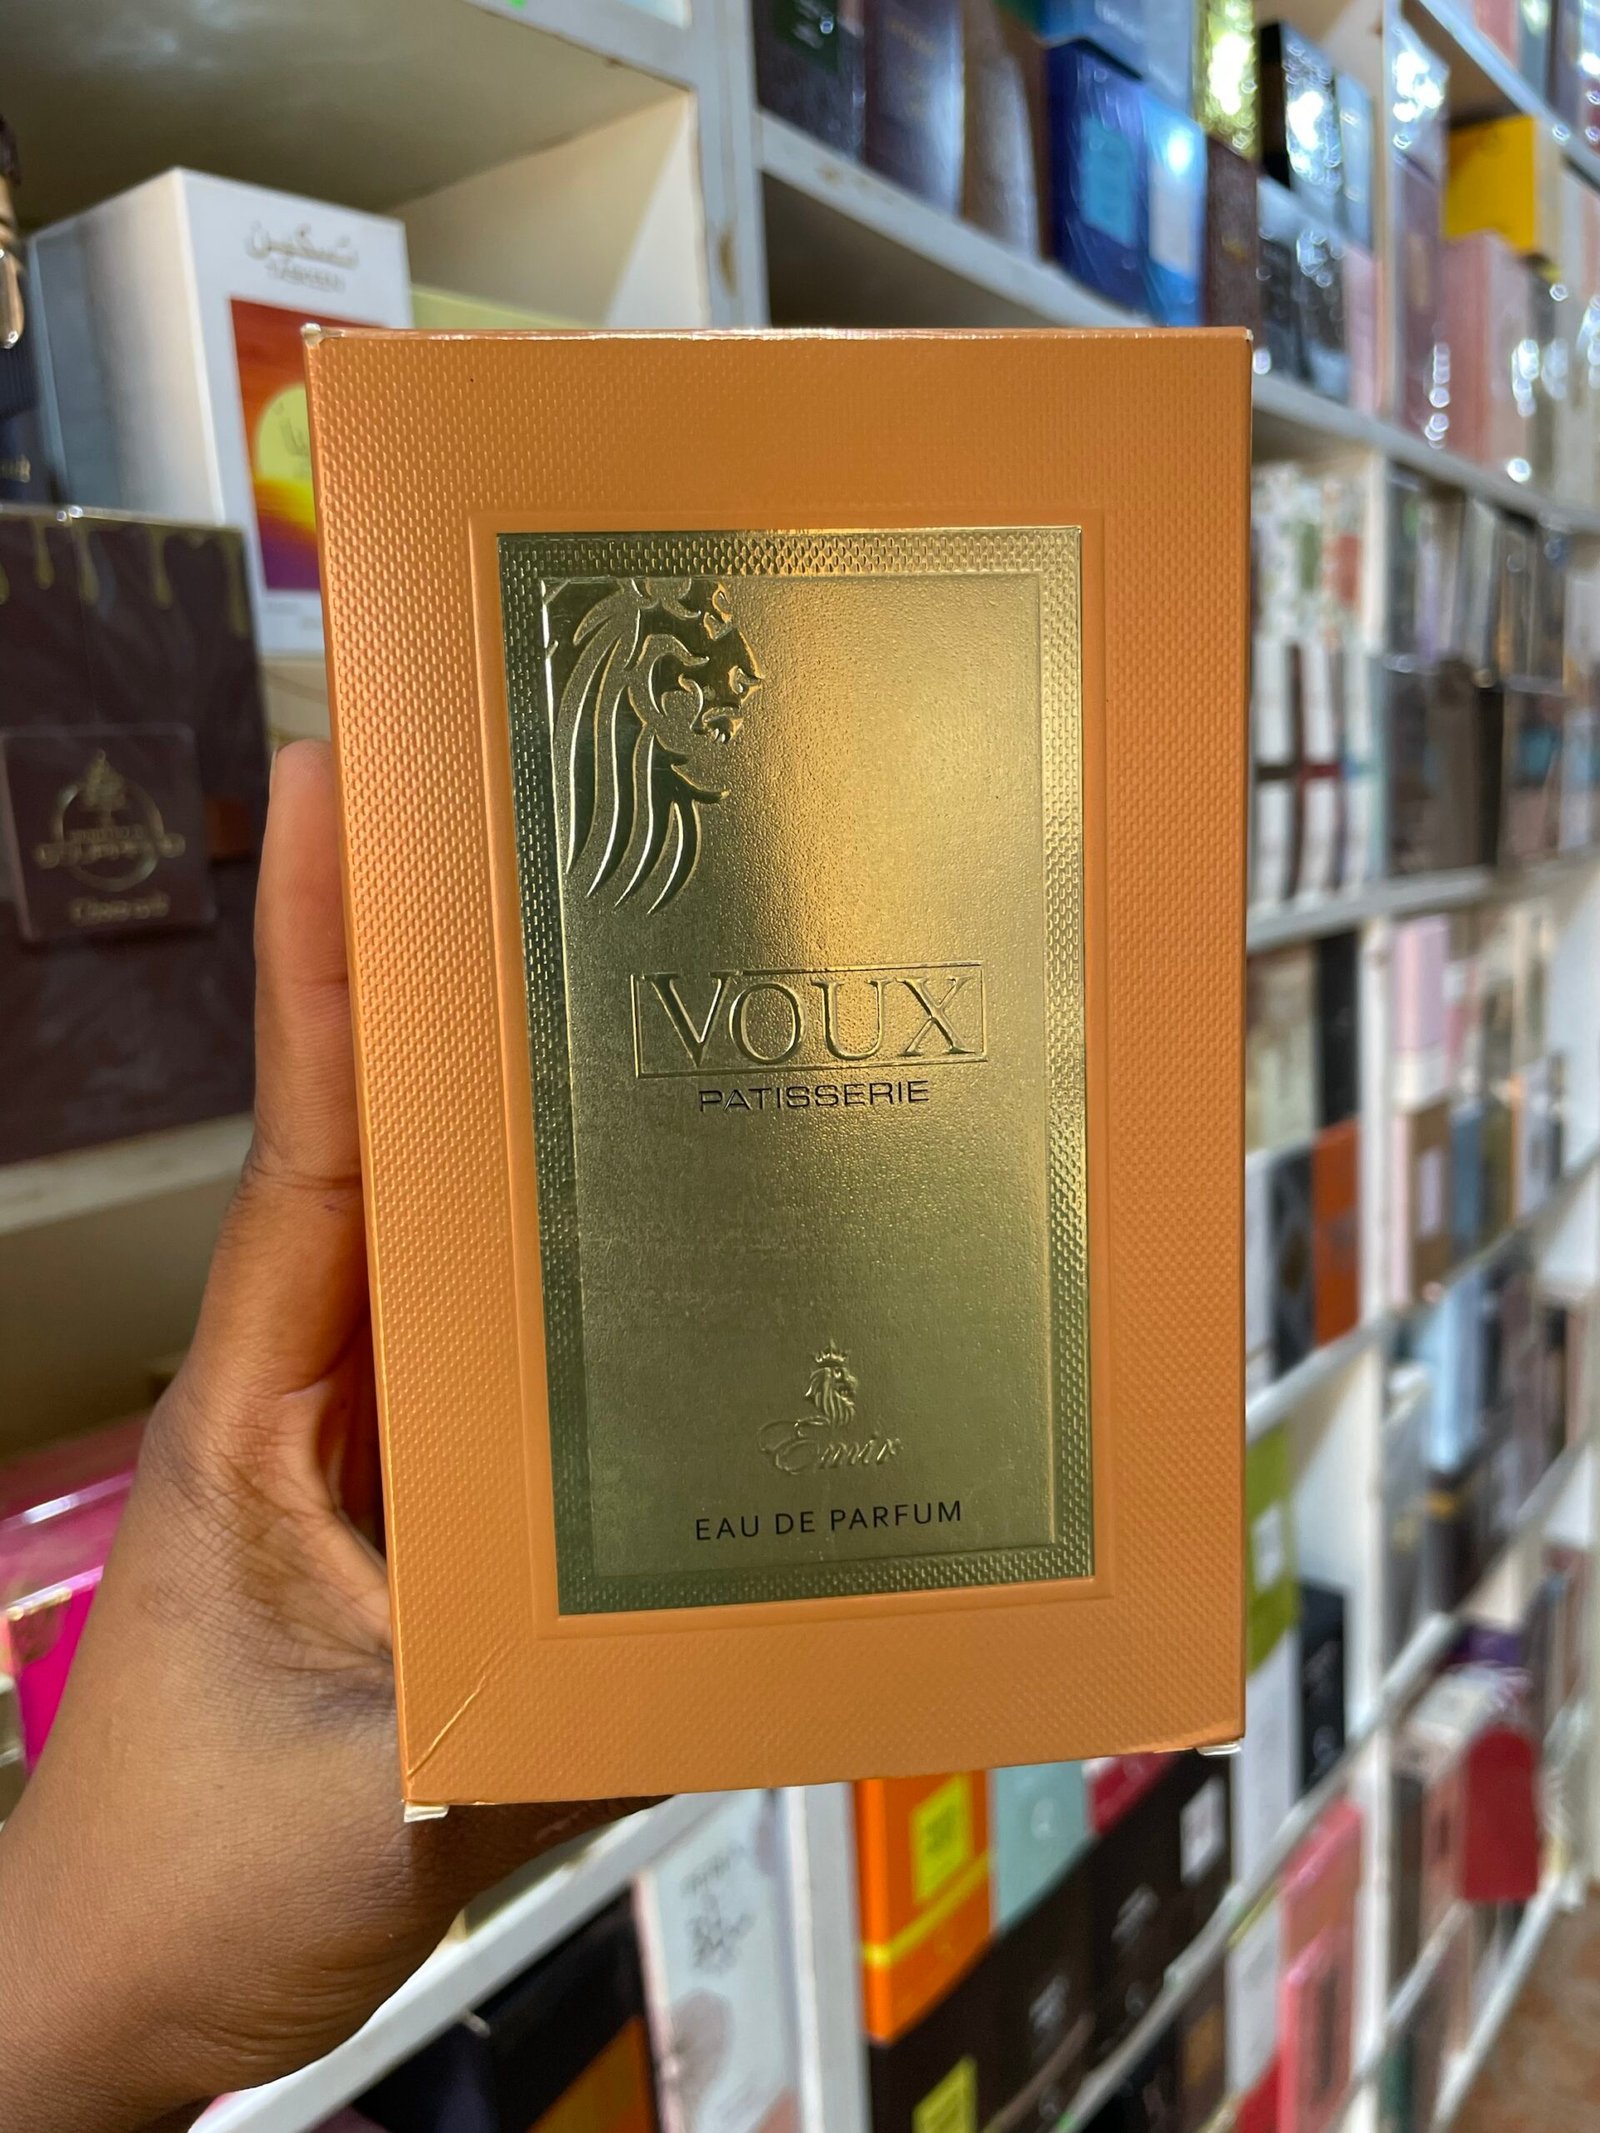 VOUX
PATISSERIE
Emir
EAU DE PARFUM